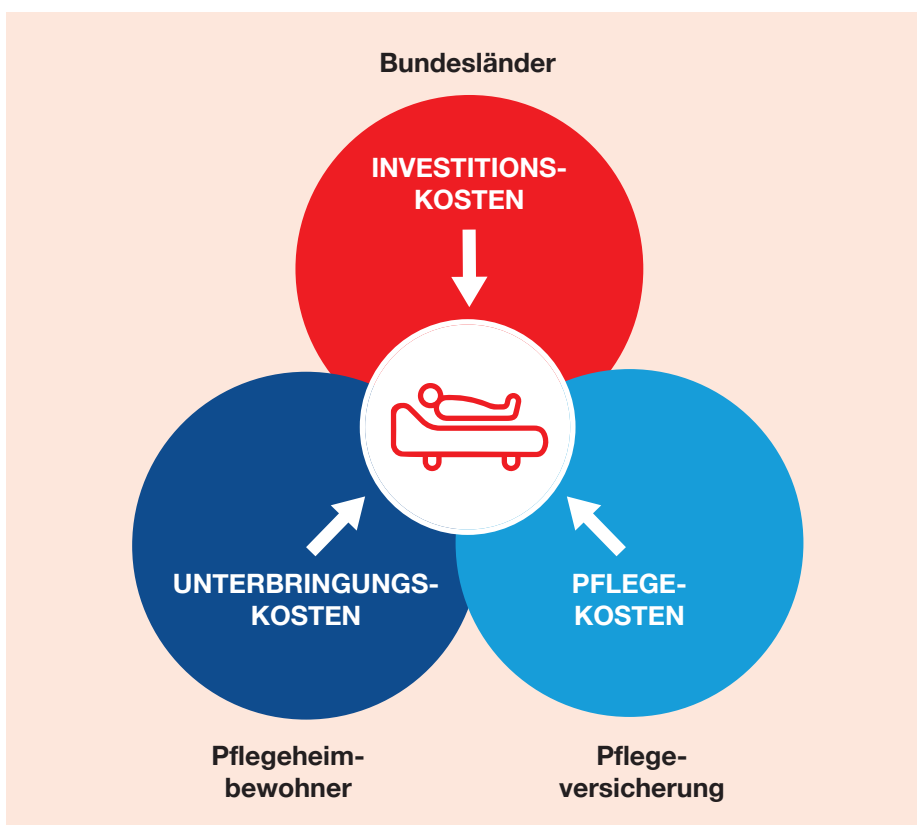 Bundesländer
INVESTITIONS-
KOSTEN
UNTERBRINGUNGS-
KOSTEN
PFLEGE-
KOSTEN
Pflegeheim-
bewohner
Pflege-
versicherung